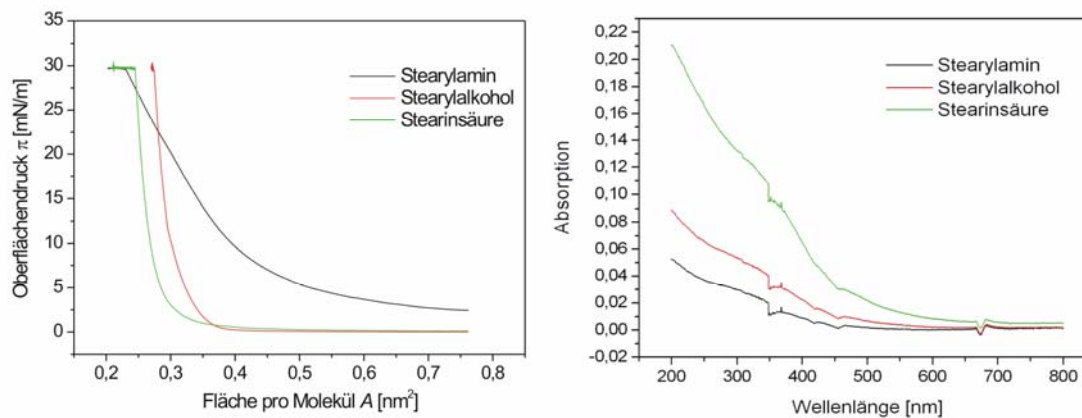 35
30
25
20
15
10
5
0
Oberflächendruck π [mN/m]
Stearylamin
Stearylalkohol
Stearinsäure
0,2 0,3 0,4 0,5 0,6 0,7 0,8
Fläche pro Molekül A [nm²]
0,22
0,20
0,18
0,16
0,14
0,12
0,10
0,08
0,06
0,04
0,02
0,00
-0,02
Absorption
Stearylamin
Stearylalkohol
Stearinsäure
200 300 400 500 600 700 800
Wellenlänge [nm]